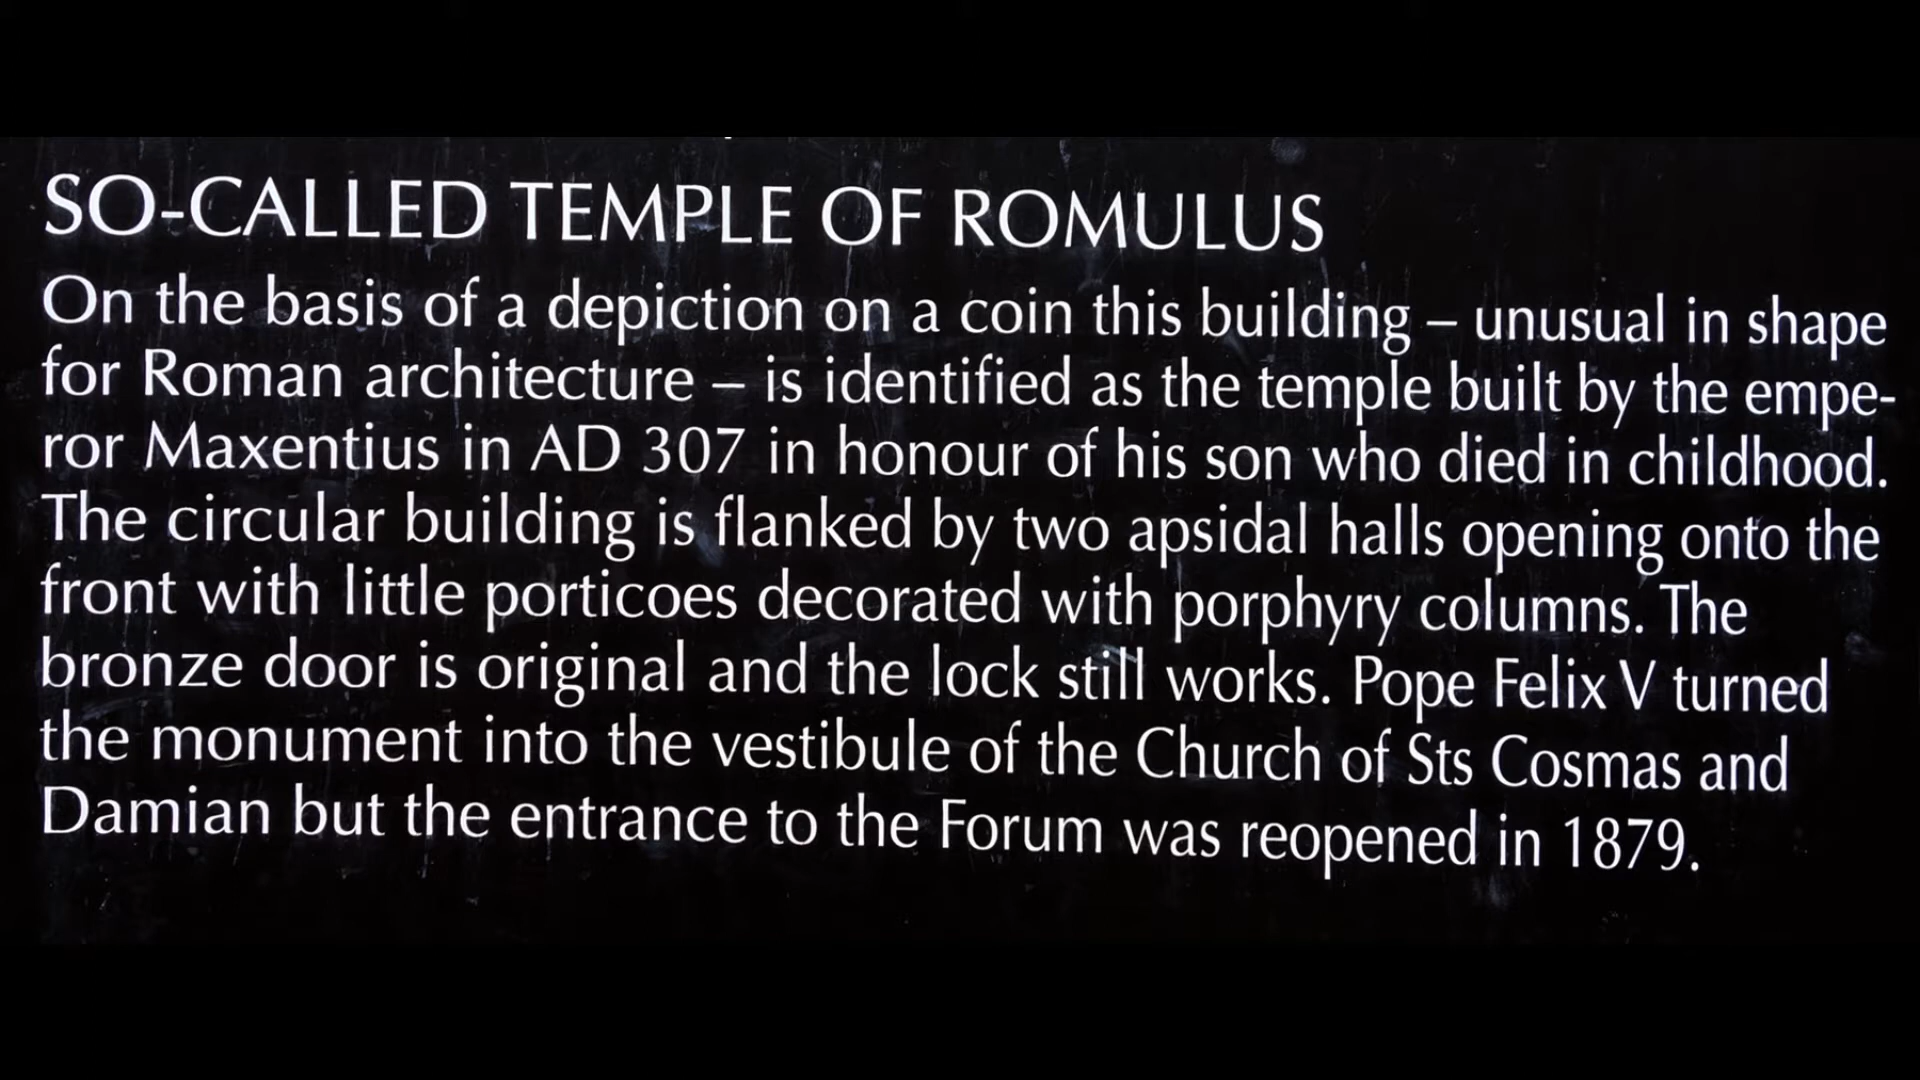 SO-CALLED TEMPLE OF ROMULUS
On the basis of a depiction on a coin this building – unusual in shape
for Roman architecture – is identified as the temple built by the empe-
ror Maxentius in AD 307 in honour of his son who died in childhood.
The circular building is flanked by two apsidal halls opening onto the
front with little porticoes decorated with porphyry columns. The
bronze door is original and the lock still works. Pope Felix V turned
the monument into the vestibule of the Church of Sts Cosmas and
Damian but the entrance to the Forum was reopened in 1879.